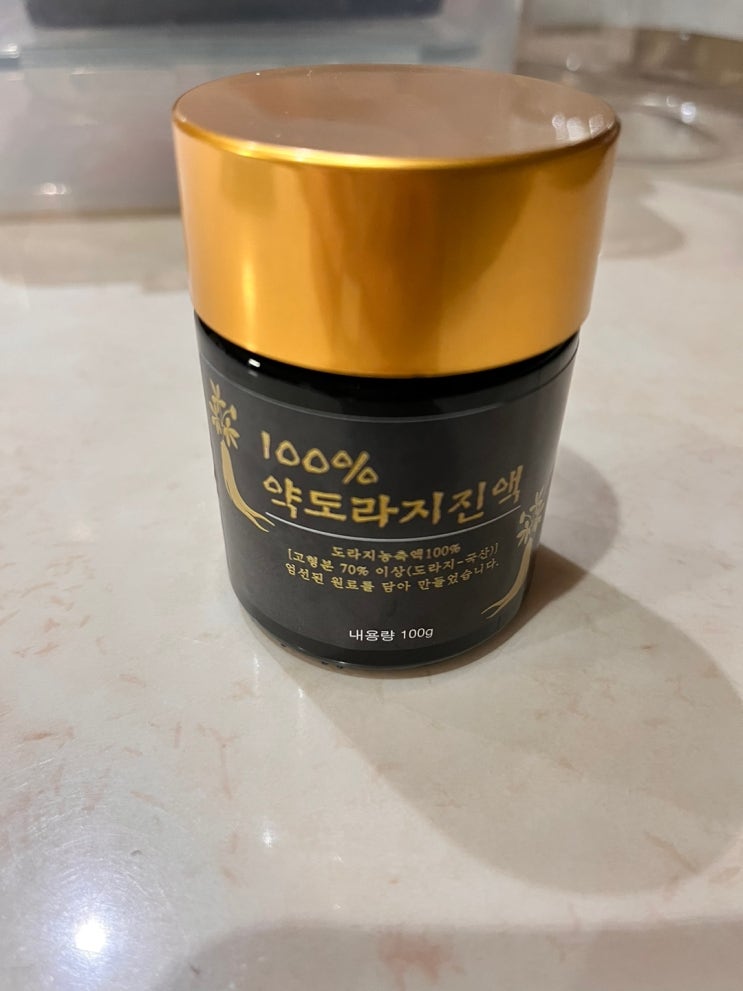 100%
약도라지진액
도라지농축액100%
[고형분 70% 이상(도라지-국산)]
엄선된 원료를 담아 만들었습니다.
내용량 100g